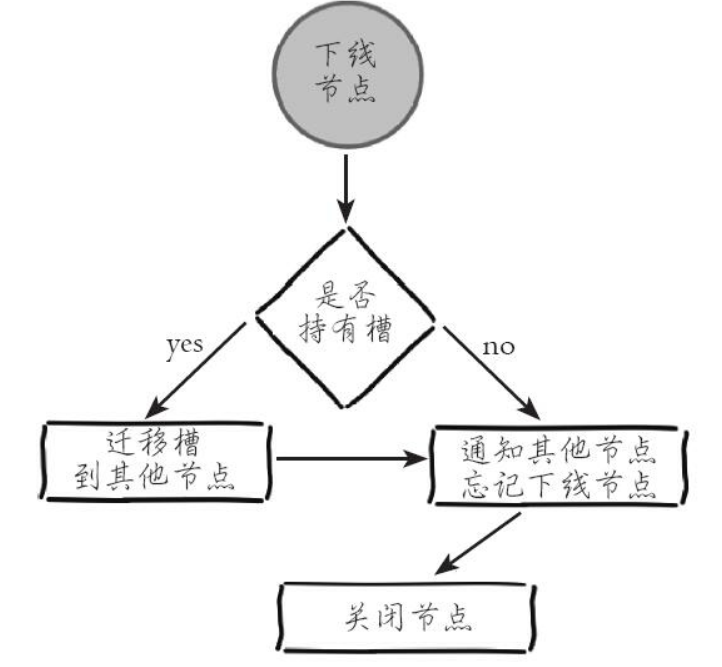 下线
节点
是否
持有槽
yes
no
迁移槽
到其他节点
通知其他节点
忘记下线节点
关闭节点